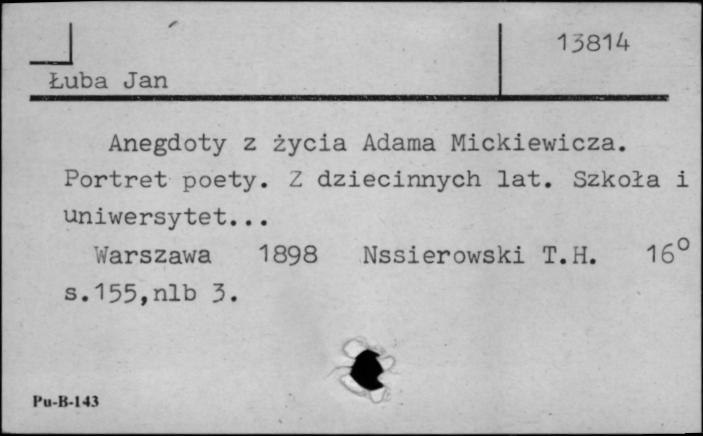 13814
Łuba Jan
Anegdoty z życia Adama Mickiewicza.
Portret poety. Z dziecinnych lat. Szkoła i
uniwersytet...
Warszawa 1898 Nssierowski T.H. 16°
s.155,nlb 3.
Pu-B-143